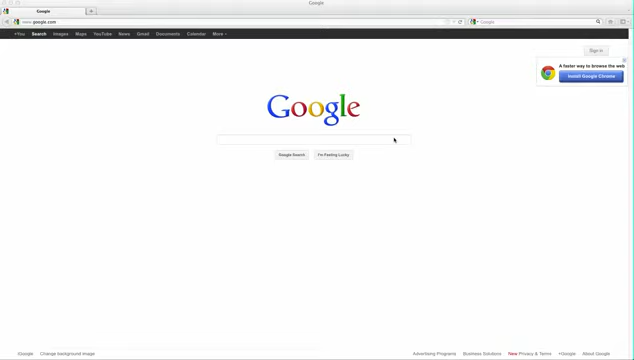 Google
Google
www.google.com
Google
+You Search Images Maps YouTube News Gmail Documents Calendar More
Sign in
A faster way to browse the web
Install Google Chrome
Google
Google Search I'm Feeling Lucky
iGoogle Change background image Advertising Programs Business Solutions New Privacy & Terms +Google About Google